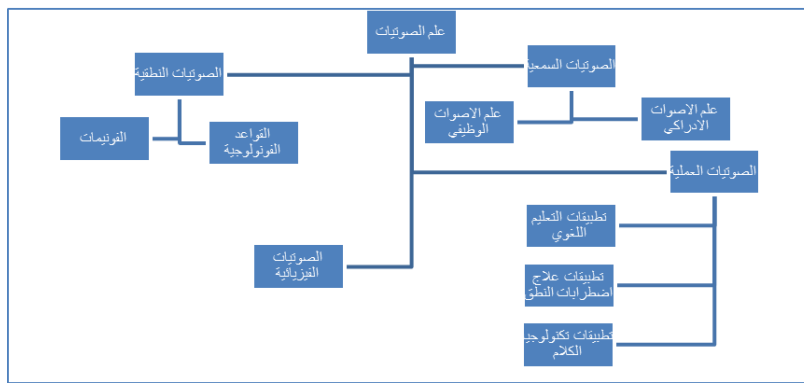 علم الصوتيات
الصوتيات السمعية
الصوتيات النطقية
علم الاصوات
الادراكي
علم الاصوات
الوظيفي
القواعد
الفونولوجية
الفونيمات
الصوتيات العملية
تطبيقات التعليم
اللغوي
الصوتيات
الفيزيائية
تطبيقات علاج
اضطرابات النطق
تطبيقات تكنولوجيا
الكلام